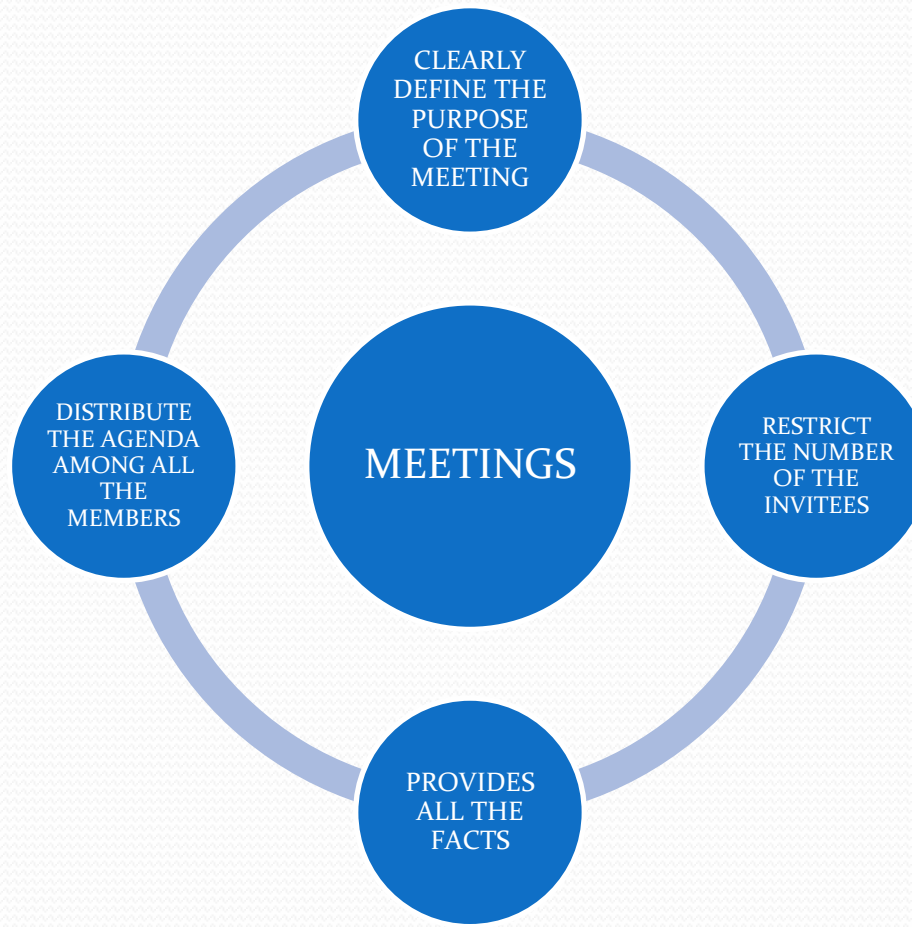 CLEARLY
DEFINE THE
PURPOSE
OF THE
MEETING
DISTRIBUTE
THE AGENDA
AMONG ALL
THE
MEMBERS
MEETINGS
RESTRICT
THE NUMBER
OF THE
INVITEES
PROVIDES
ALL THE
FACTS